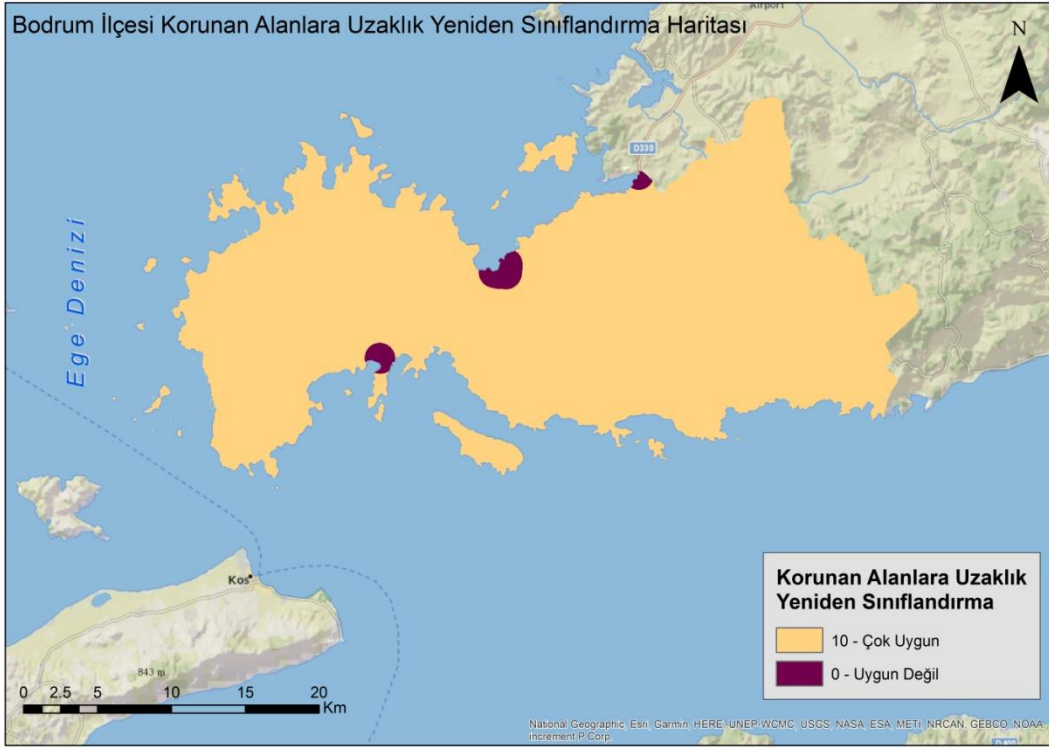 Bodrum İlçesi Korunan Alanlara Uzaklık Yeniden Sınıflandırma Haritası
Airport
N
D330
Ege Denizi
Kos
843 m
0 2.5 5 10 15 20
Km
Korunan Alanlara Uzaklık
Yeniden Sınıflandırma
10 - Çok Uygun
0 - Uygun Değil
National Geographic, Esri, Garmin, HERE, UNEP-WCMC, USGS, NASA, ESA, METI, NRCAN, GEBCO, NOAA,
increment P Corp.
D400